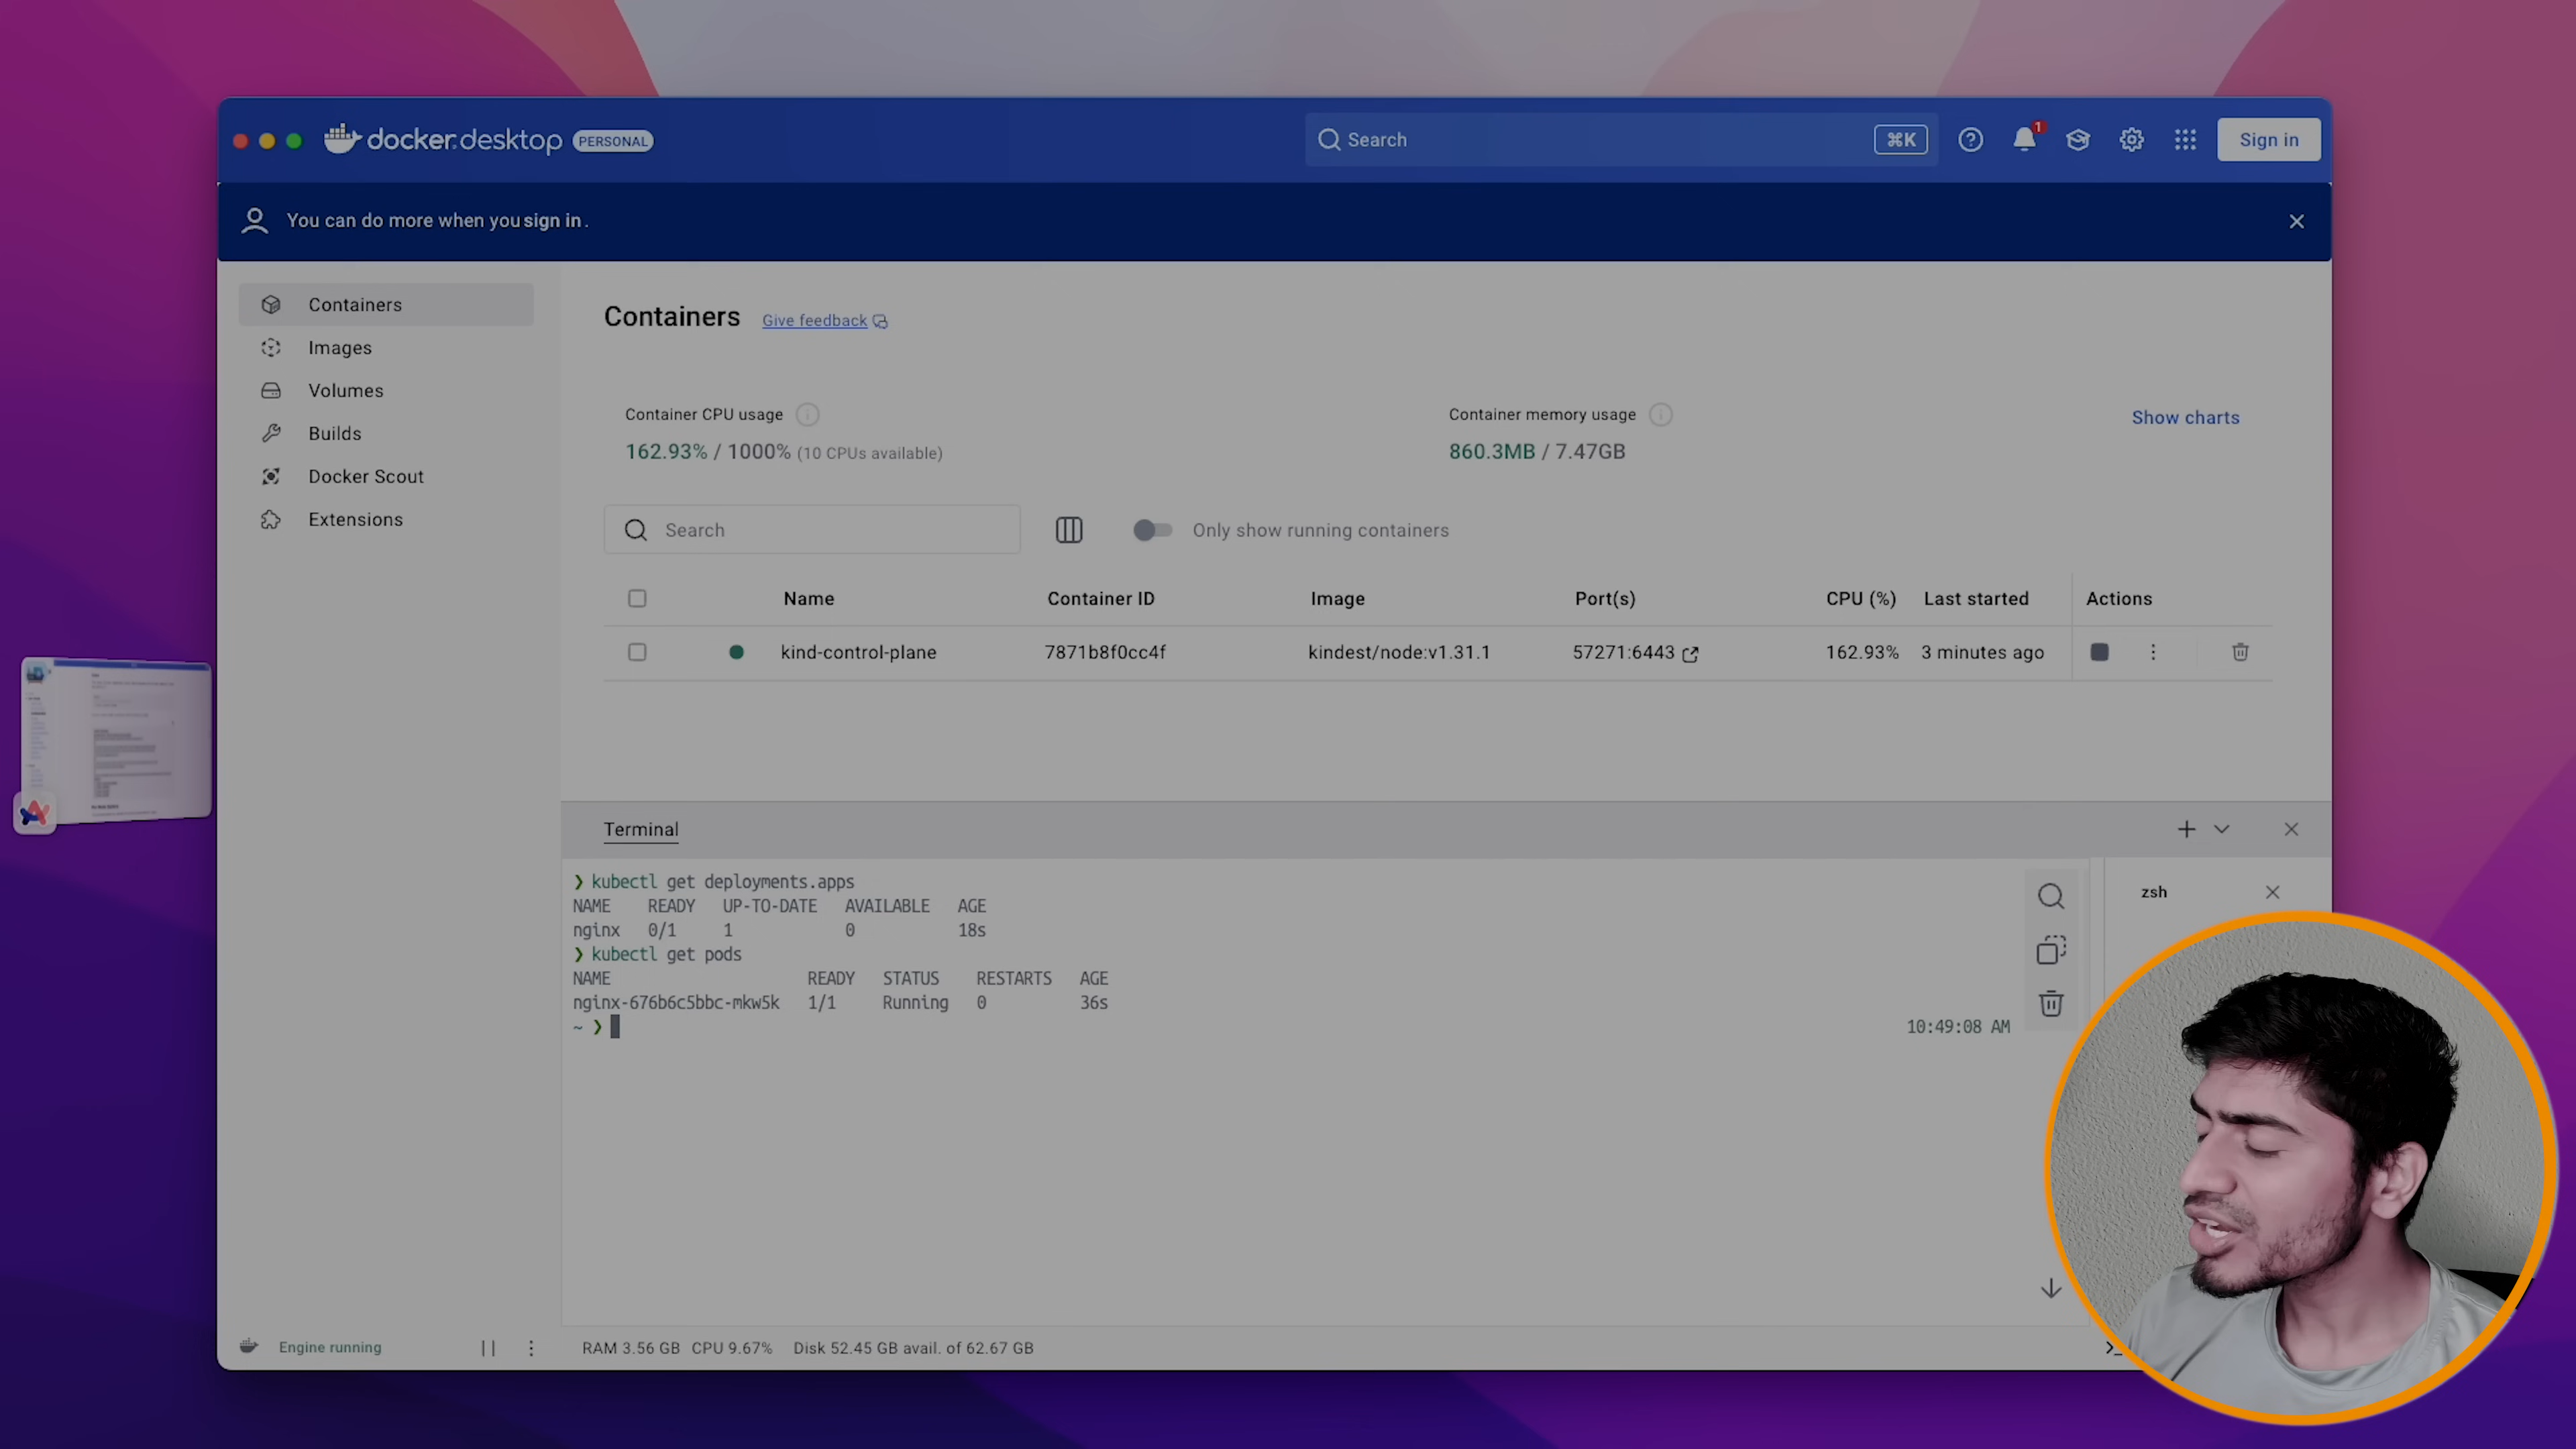 docker desktop PERSONAL
Search ⌘K 1 Sign in
You can do more when you sign in.
Containers
Images
Volumes
Builds
Docker Scout
Extensions
Containers Give feedback
Container CPU usage
162.93% / 1000% (10 CPUs available)
Container memory usage
860.3MB / 7.47GB
Show charts
Search Only show running containers
Name Container ID Image Port(s) CPU (%) Last started Actions
kind-control-plane 7871b8f0cc4f kindest/node:v1.31.1 57271:6443 162.93% 3 minutes ago
Terminal
zsh
❯ kubectl get deployments.apps
NAME READY UP-TO-DATE AVAILABLE AGE
nginx 0/1 1 0 18s
❯ kubectl get pods
NAME READY STATUS RESTARTS AGE
nginx-676b6c5bbc-mkw5k 1/1 Running 0 36s
~ ❯ 10:49:08 AM
Engine running RAM 3.56 GB CPU 9.67% Disk 52.45 GB avail. of 62.67 GB